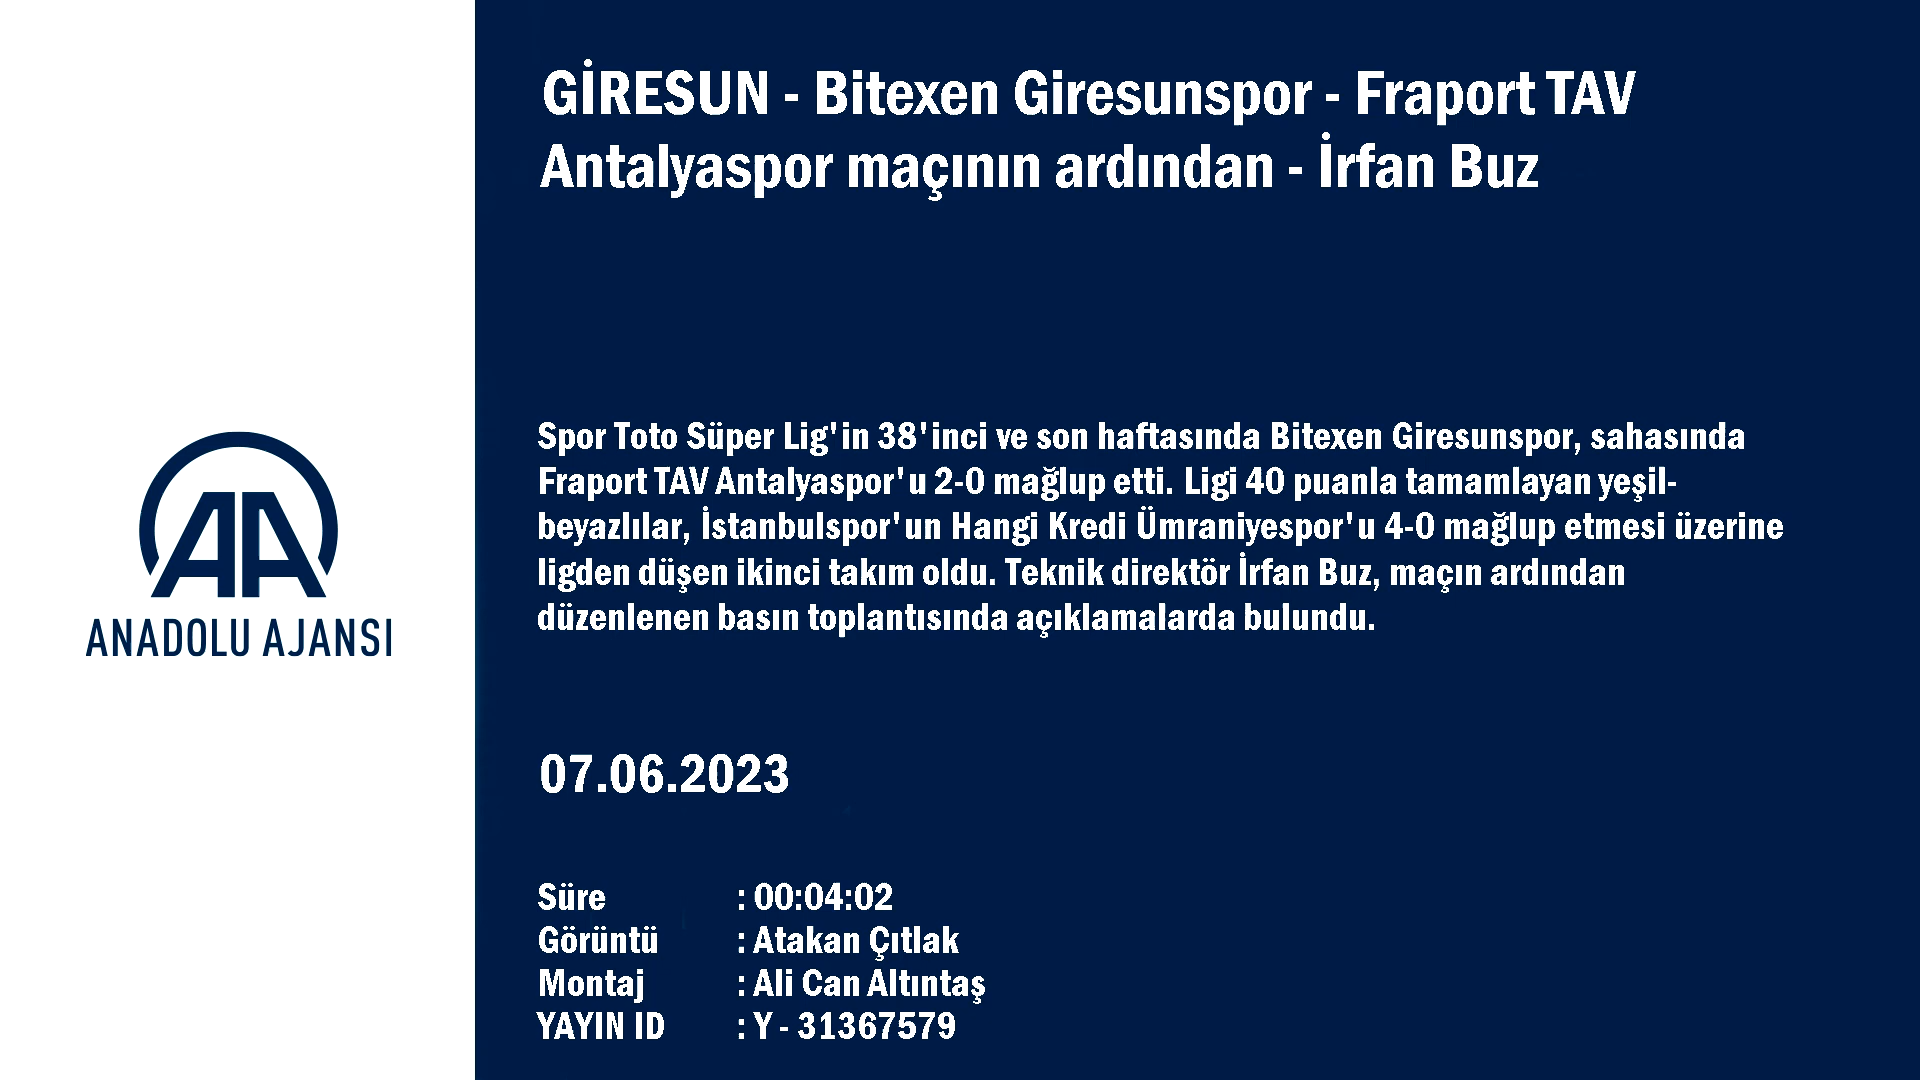 GİRESUN - Bitexen Giresunspor - Fraport TAV
Antalyaspor maçının ardından - İrfan Buz
Spor Toto Süper Lig'in 38'inci ve son haftasında Bitexen Giresunspor, sahasında
Fraport TAV Antalyaspor'u 2-0 mağlup etti. Ligi 40 puanla tamamlayan yeşil-
beyazlılar, İstanbulspor'un Hangi Kredi Ümraniyespor'u 4-0 mağlup etmesi üzerine
ligden düşen ikinci takım oldu. Teknik direktör İrfan Buz, maçın ardından
düzenlenen basın toplantısında açıklamalarda bulundu.
AA
ANADOLU AJANSI
07.06.2023
Süre : 00:04:02
Görüntü : Atakan Çıtlak
Montaj : Ali Can Altıntaş
YAYIN ID : Y - 31367579